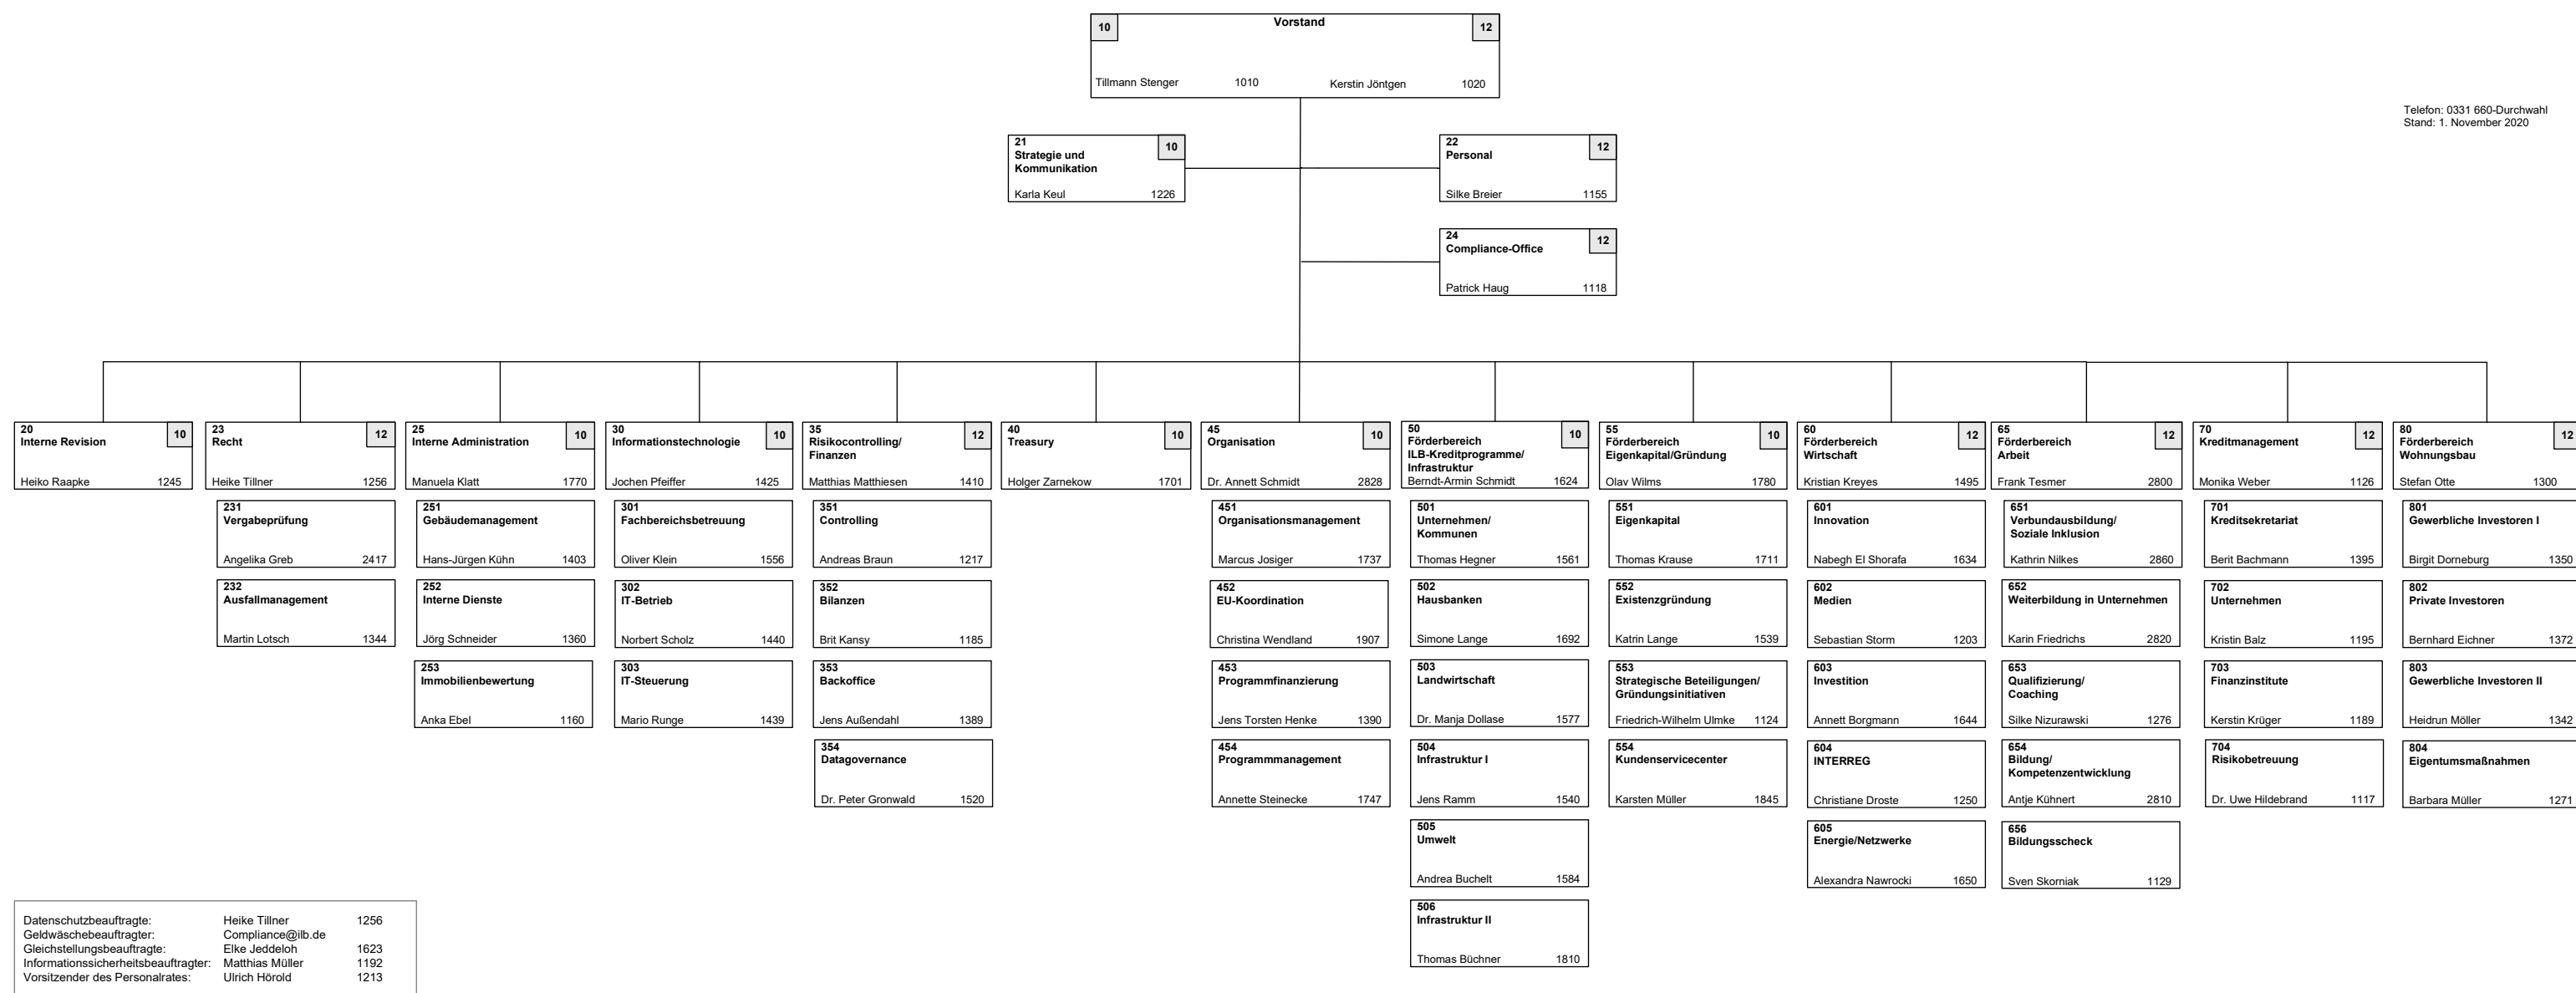 Vorstand
10
12
Tillmann Stenger 1010
Kerstin Jöntgen 1020
Telefon: 0331 660-Durchwahl
Stand: 1. November 2020
21
Strategie und
Kommunikation
10
Karla Keul 1226
22
Personal
12
Silke Breier 1155
24
Compliance-Office
12
Patrick Haug 1118
20
Interne Revision
10
Heiko Raapke 1245
23
Recht
12
Heike Tillner 1256
231
Vergabeprüfung
Angelika Greb 2417
232
Ausfallmanagement
Martin Lotsch 1344
25
Interne Administration
10
Manuela Klatt 1770
251
Gebäudemanagement
Hans-Jürgen Kühn 1403
252
Interne Dienste
Jörg Schneider 1360
253
Immobilienbewertung
Anka Ebel 1160
30
Informationstechnologie
10
Jochen Pfeiffer 1425
301
Fachbereichsbetreuung
Oliver Klein 1556
302
IT-Betrieb
Norbert Scholz 1440
303
IT-Steuerung
Mario Runge 1439
35
Risikocontrolling/
Finanzen
12
Matthias Matthiesen 1410
351
Controlling
Andreas Braun 1217
352
Bilanzen
Brit Kansy 1185
353
Backoffice
Jens Außendahl 1389
354
Datagovernance
Dr. Peter Gronwald 1520
40
Treasury
10
Holger Zarnekow 1701
45
Organisation
10
Dr. Annett Schmidt 2828
451
Organisationsmanagement
Marcus Josiger 1737
452
EU-Koordination
Christina Wendland 1907
453
Programmfinanzierung
Jens Torsten Henke 1390
454
Programmmanagement
Annette Steinecke 1747
50
Förderbereich
ILB-Kreditprogramme/
Infrastruktur
10
Berndt-Armin Schmidt 1624
501
Unternehmen/
Kommunen
Thomas Hegner 1561
502
Hausbanken
Simone Lange 1692
503
Landwirtschaft
Dr. Manja Dollase 1577
504
Infrastruktur I
Jens Ramm 1540
505
Umwelt
Andrea Buchelt 1584
506
Infrastruktur II
Thomas Büchner 1810
55
Förderbereich
Eigenkapital/Gründung
10
Olav Wilms 1780
551
Eigenkapital
Thomas Krause 1711
552
Existenzgründung
Katrin Lange 1539
553
Strategische Beteiligungen/
Gründungsinitiativen
Friedrich-Wilhelm Ulmke 1124
554
Kundenservicecenter
Karsten Müller 1845
60
Förderbereich
Wirtschaft
12
Kristian Kreyes 1495
601
Innovation
Nabegh El Shorafa 1634
602
Medien
Sebastian Storm 1203
603
Investition
Annett Borgmann 1644
604
INTERREG
Christiane Droste 1250
605
Energie/Netzwerke
Alexandra Nawrocki 1650
65
Förderbereich
Arbeit
12
Frank Tesmer 2800
651
Verbundausbildung/
Soziale Inklusion
Kathrin Nilkes 2860
652
Weiterbildung in Unternehmen
Karin Friedrichs 2820
653
Qualifizierung/
Coaching
Silke Nizurawski 1276
654
Bildung/
Kompetenzentwicklung
Antje Kühnert 2810
656
Bildungsscheck
Sven Skorniak 1129
70
Kreditmanagement
12
Monika Weber 1126
701
Kreditsekretariat
Berit Bachmann 1395
702
Unternehmen
Kristin Balz 1195
703
Finanzinstitute
Kerstin Krüger 1189
704
Risikobetreuung
Dr. Uwe Hildebrand 1117
80
Förderbereich
Wohnungsbau
12
Stefan Otte 1300
801
Gewerbliche Investoren I
Birgit Dorneburg 1350
802
Private Investoren
Bernhard Eichner 1372
803
Gewerbliche Investoren II
Heidrun Möller 1342
804
Eigentumsmaßnahmen
Barbara Müller 1271
Datenschutzbeauftragte: Heike Tillner 1256
Geldwäschebeauftragter: Compliance@ilb.de
Gleichstellungsbeauftragte: Elke Jeddeloh 1623
Informationssicherheitsbeauftragter: Matthias Müller 1192
Vorsitzender des Personalrates: Ulrich Hörold 1213